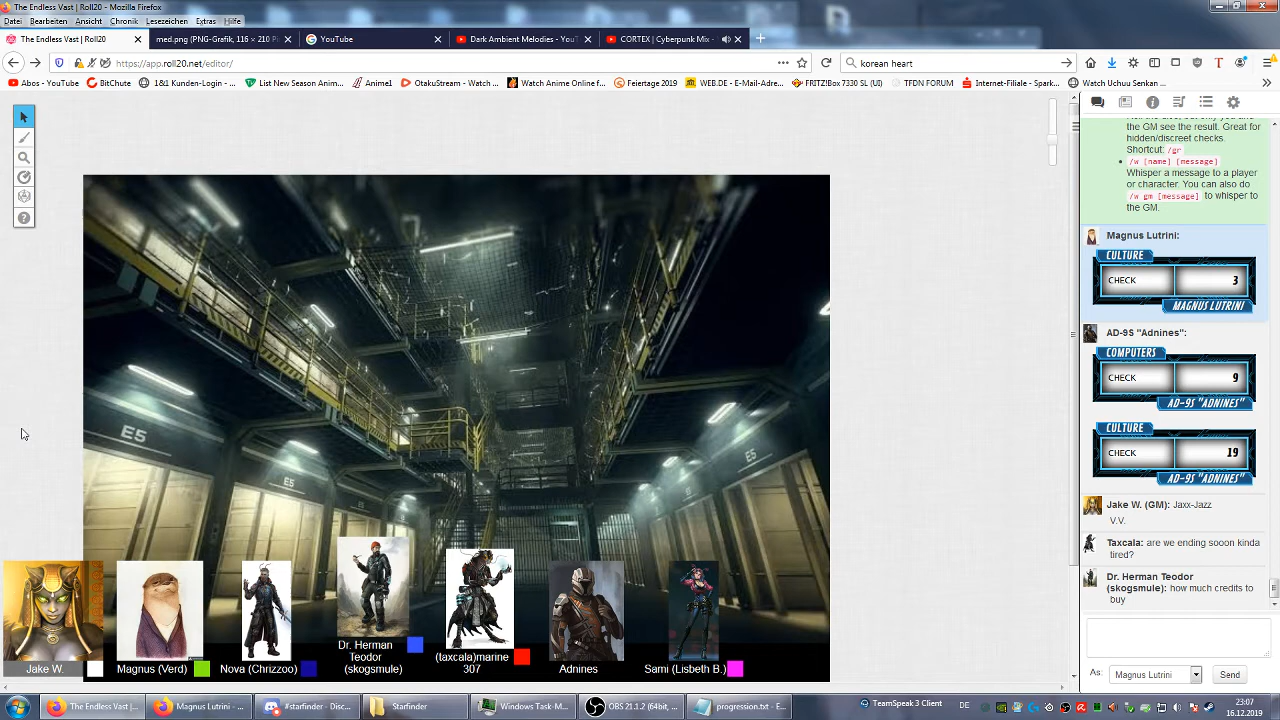 The Endless Vast | Roll20 - Mozilla Firefox
Datei Bearbeiten Ansicht Chronik Lesezeichen Extras Hilfe
The Endless Vast | Roll20
med.png (PNG-Grafik, 116 × 210 Pi
YouTube
Dark Ambient Melodies - YouT
CORTEX | Cyberpunk Mix -
https://app.roll20.net/editor/
korean heart
Abos - YouTube BitChute 1&1 Kunden-Login - Yt... List New Season Anim... Anime1 OtakuStream - Watch ... Watch Anime Online f... Feiertage 2019 WEB.DE - E-Mail-Adre... FRITZ!Box 7330 SL (UI) TFDN FORUM Internet-Filiale - Spark... Watch Uchuu Senkan ...
the GM see the result. Great for
hidden/discreet checks.
Shortcut: /gr
/w [name] [message]
Whisper a message to a player
or character. You can also do
/w gm [message] to whisper to
the GM.
Magnus Lutrini:
CULTURE
CHECK 3
MAGNUS LUTRINI
AD-9S "Adnines":
COMPUTERS
CHECK 9
AD-9S "ADNINES"
CULTURE
CHECK 19
AD-9S "ADNINES"
Jake W. (GM): Jaxx-Jazz
V.V.
Taxcala: are we ending sooon kinda
tired?
Dr. Herman Teodor
(skogsmule): how much credits to
buy
As: Magnus Lutrini Send
E5
E5
E5
E5
Jake W.
Magnus (Verd)
Nova (Chrizzoo)
Dr. Herman
Teodor
(skogsmule)
(taxcala)marine
307
Adnines
Sami (Lisbeth B.)
The Endless Vast | ...
Magnus Lutrini - ...
#starfinder - Disc...
Starfinder
Windows Task-M...
OBS 21.1.2 (64bit, ...
progression.txt - E...
TeamSpeak 3 Client
DE
23:07
16.12.2019